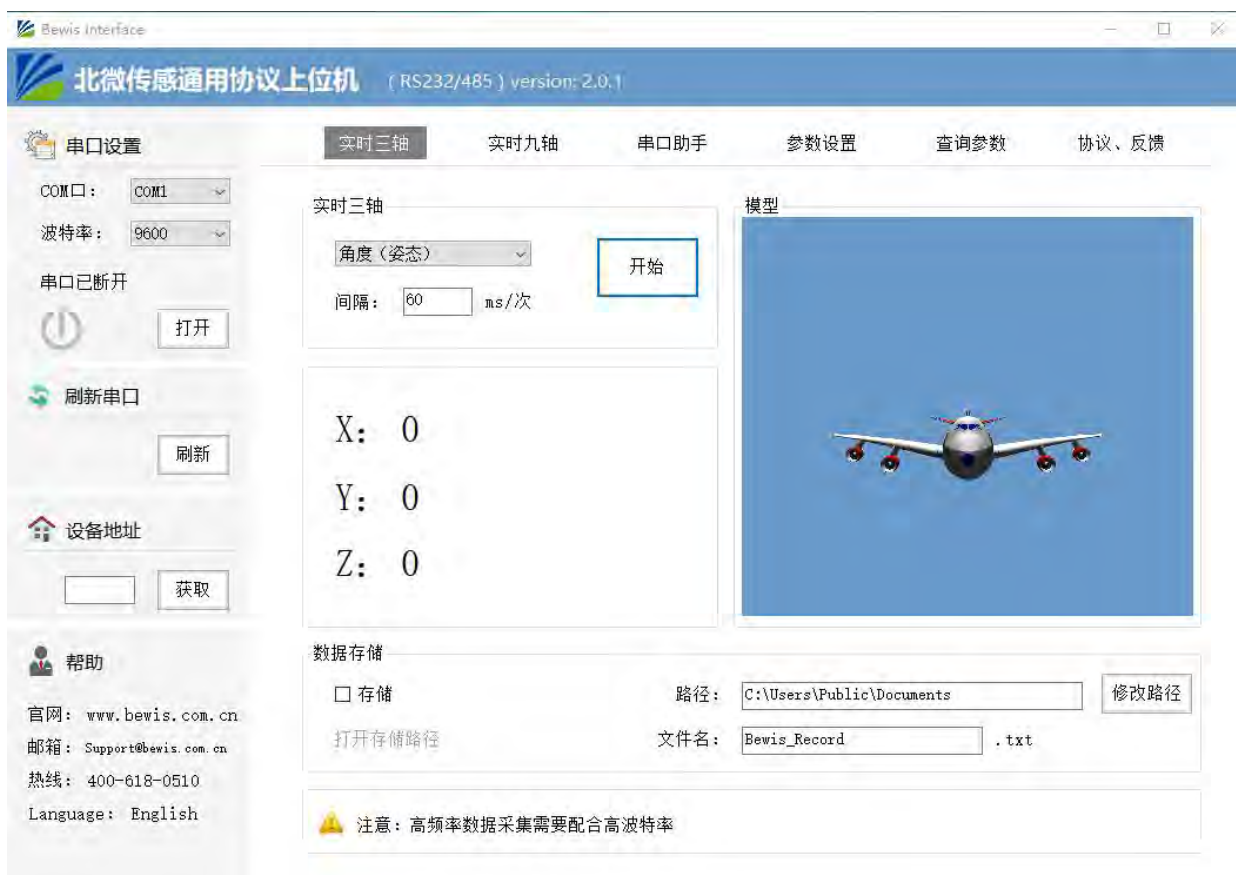 Bewis Interface
北微传感通用协议上位机 (RS232/485) version: 2.0.1
串口设置
实时三轴 实时九轴 串口助手 参数设置 查询参数 协议、反馈
COM口: COM1
波特率: 9600
串口已断开
打开
刷新串口
刷新
设备地址
获取
帮助
官网: www.bewis.com.cn
邮箱: Support@bewis.com.cn
热线: 400-618-0510
Language: English
实时三轴
角度(姿态)
开始
间隔: 60 ms/次
X: 0
Y: 0
Z: 0
模型
数据存储
存储 路径: C:\Users\Public\Documents 修改路径
打开存储路径 文件名: Bewis_Record .txt
注意:高频率数据采集需要配合高波特率